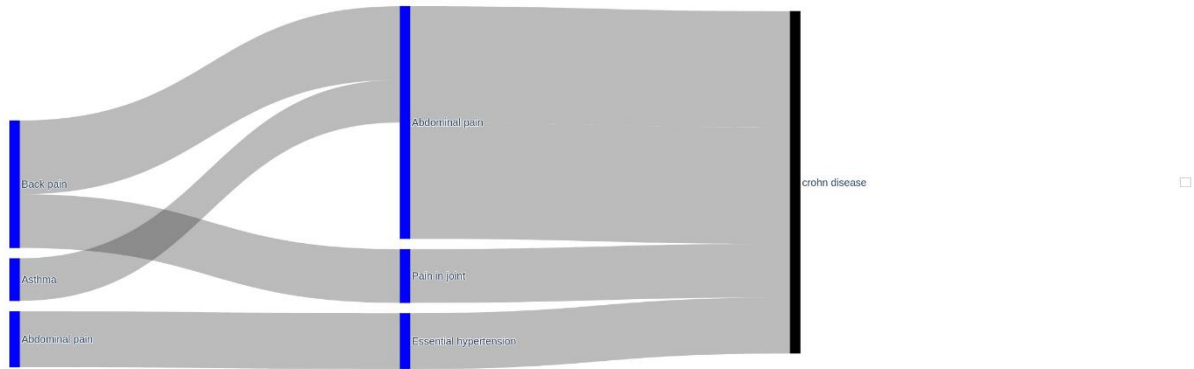 Back pain
Asthma
Abdominal pain
Abdominal pain
Pain in joint
Essential hypertension
crohn disease